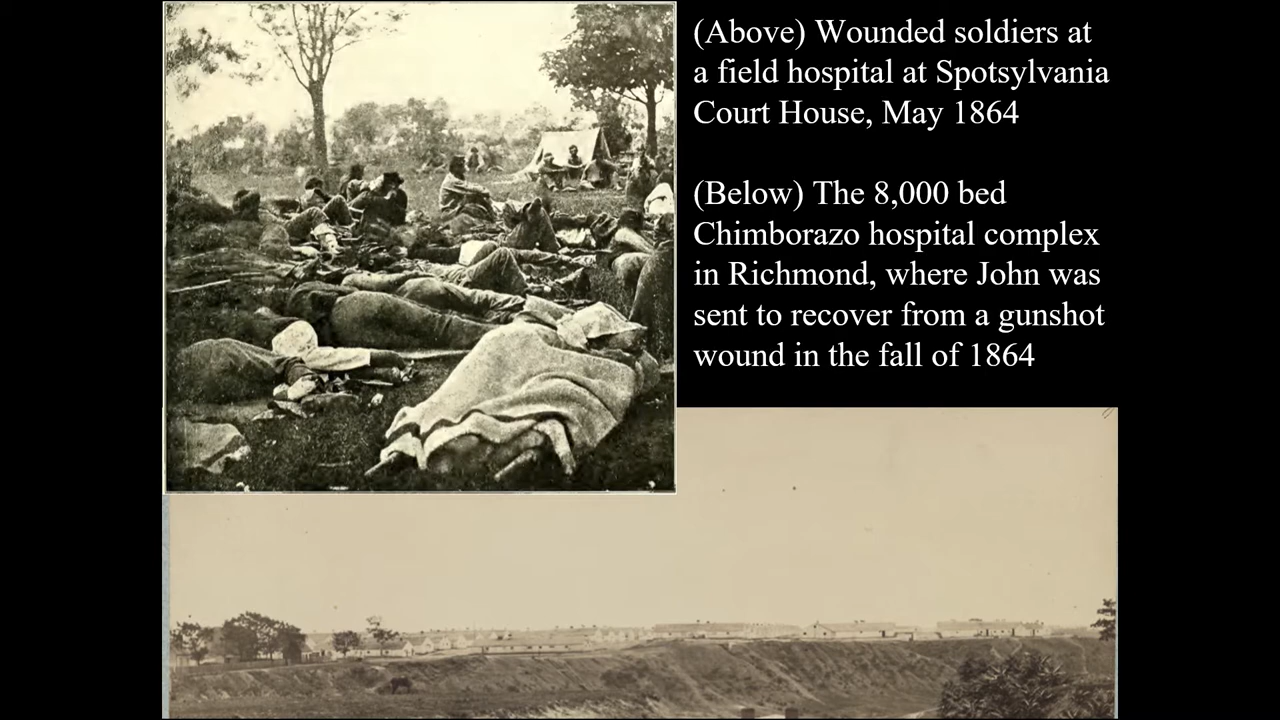 (Above) Wounded soldiers at
a field hospital at Spotsylvania
Court House, May 1864
(Below) The 8,000 bed
Chimborazo hospital complex
in Richmond, where John was
sent to recover from a gunshot
wound in the fall of 1864